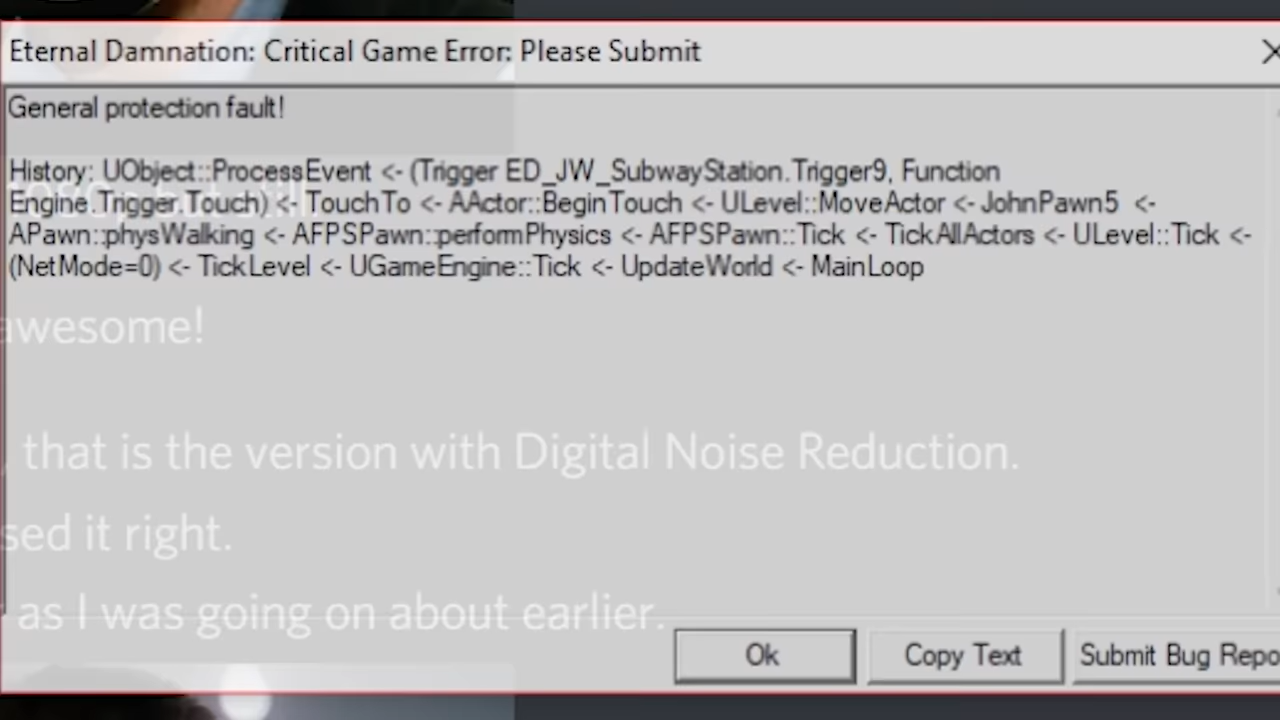 Eternal Damnation: Critical Game Error: Please Submit
General protection fault!
History: UObject::ProcessEvent <- (Trigger ED_JW_SubwayStation.Trigger9, Function
Engine.Trigger.Touch) <- TouchTo <- AActor::BeginTouch <- ULevel::MoveActor <- JohnPawn5 <-
APawn::physWalking <- AFPSPawn::performPhysics <- AFPSPawn::Tick <- TickAllActors <- ULevel::Tick <-
(NetMode=0) <- TickLevel <- UGameEngine::Tick <- UpdateWorld <- MainLoop
awesome!
that is the version with Digital Noise Reduction.
sed it right.
as I was going on about earlier.
Ok Copy Text Submit Bug Repo